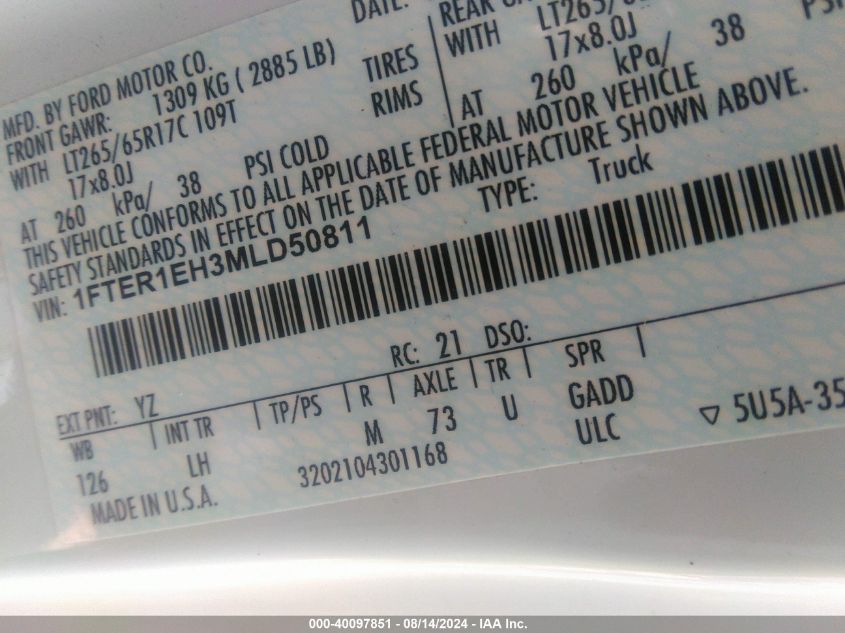 DATE:
MFD. BY FORD MOTOR CO.
FRONT GAWR: 1309 KG ( 2885 LB)
WITH LT265/65R17C 109T TIRES
17x8.0J RIMS
AT 260 kPa/ 38 PSI COLD
REAR
WITH
17x8.0J
AT 260 kPa/ 38 PSI
THIS VEHICLE CONFORMS TO ALL APPLICABLE FEDERAL MOTOR VEHICLE
SAFETY STANDARDS IN EFFECT ON THE DATE OF MANUFACTURE SHOWN ABOVE.
VIN: 1FTER1EH3MLD50811 TYPE: Truck
RC: 21 DSO:
EXT PNT: YZ
WB INT TR TP/PS R AXLE TR SPR
126 LH M 73 U GADD
ULC
MADE IN U.S.A. 3202104301168
5U5A-35
000-40097851 - 08/14/2024 - IAA Inc.